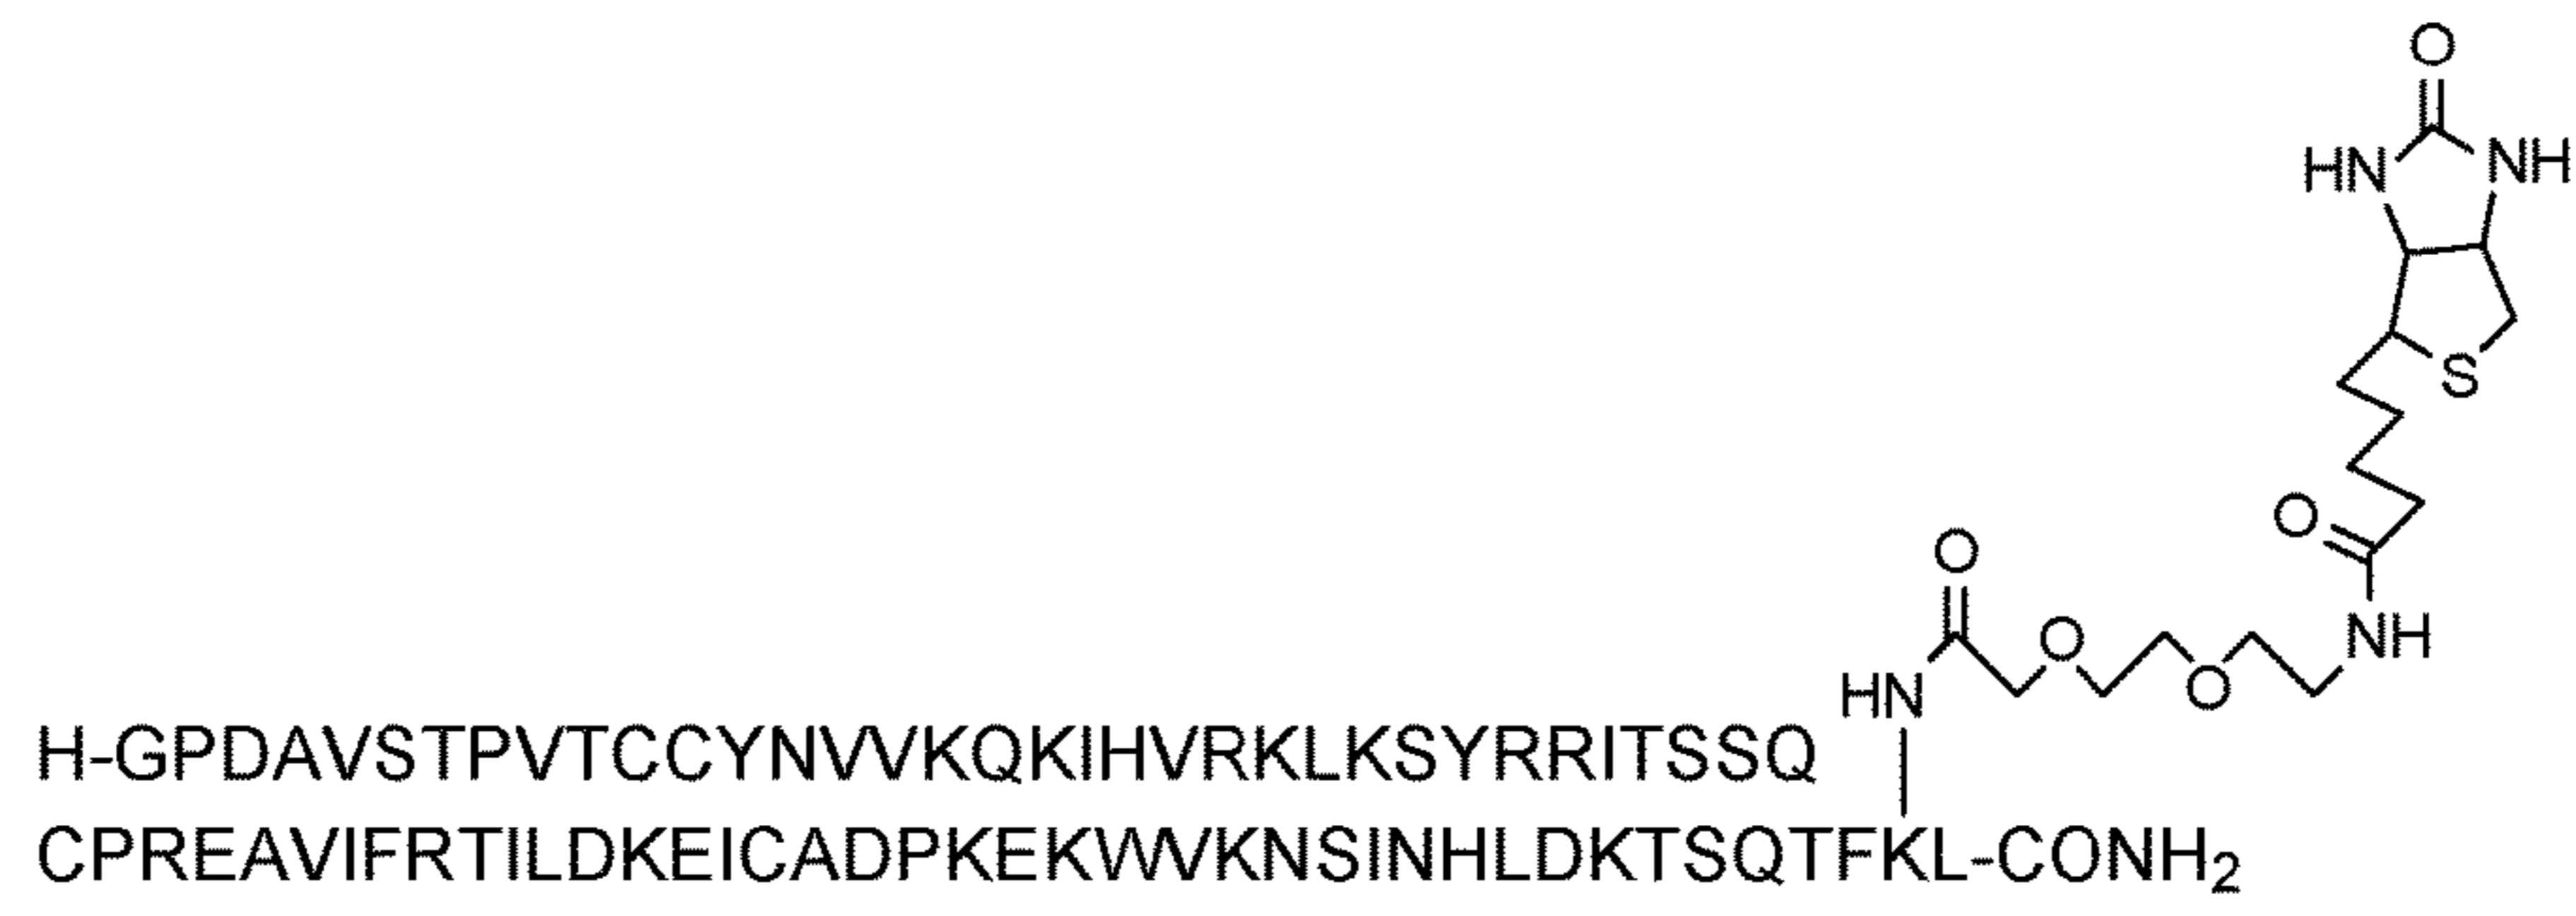 O
HN NH
S
O
O
O NH
HN O
H-GPDAVSTPVTCCYNVVKQKIHVRKLKSYRRITSSQ
CPREAVIFRTILDKEICADPKEKWVKNSINHLDKTSQTFKL-CONH₂